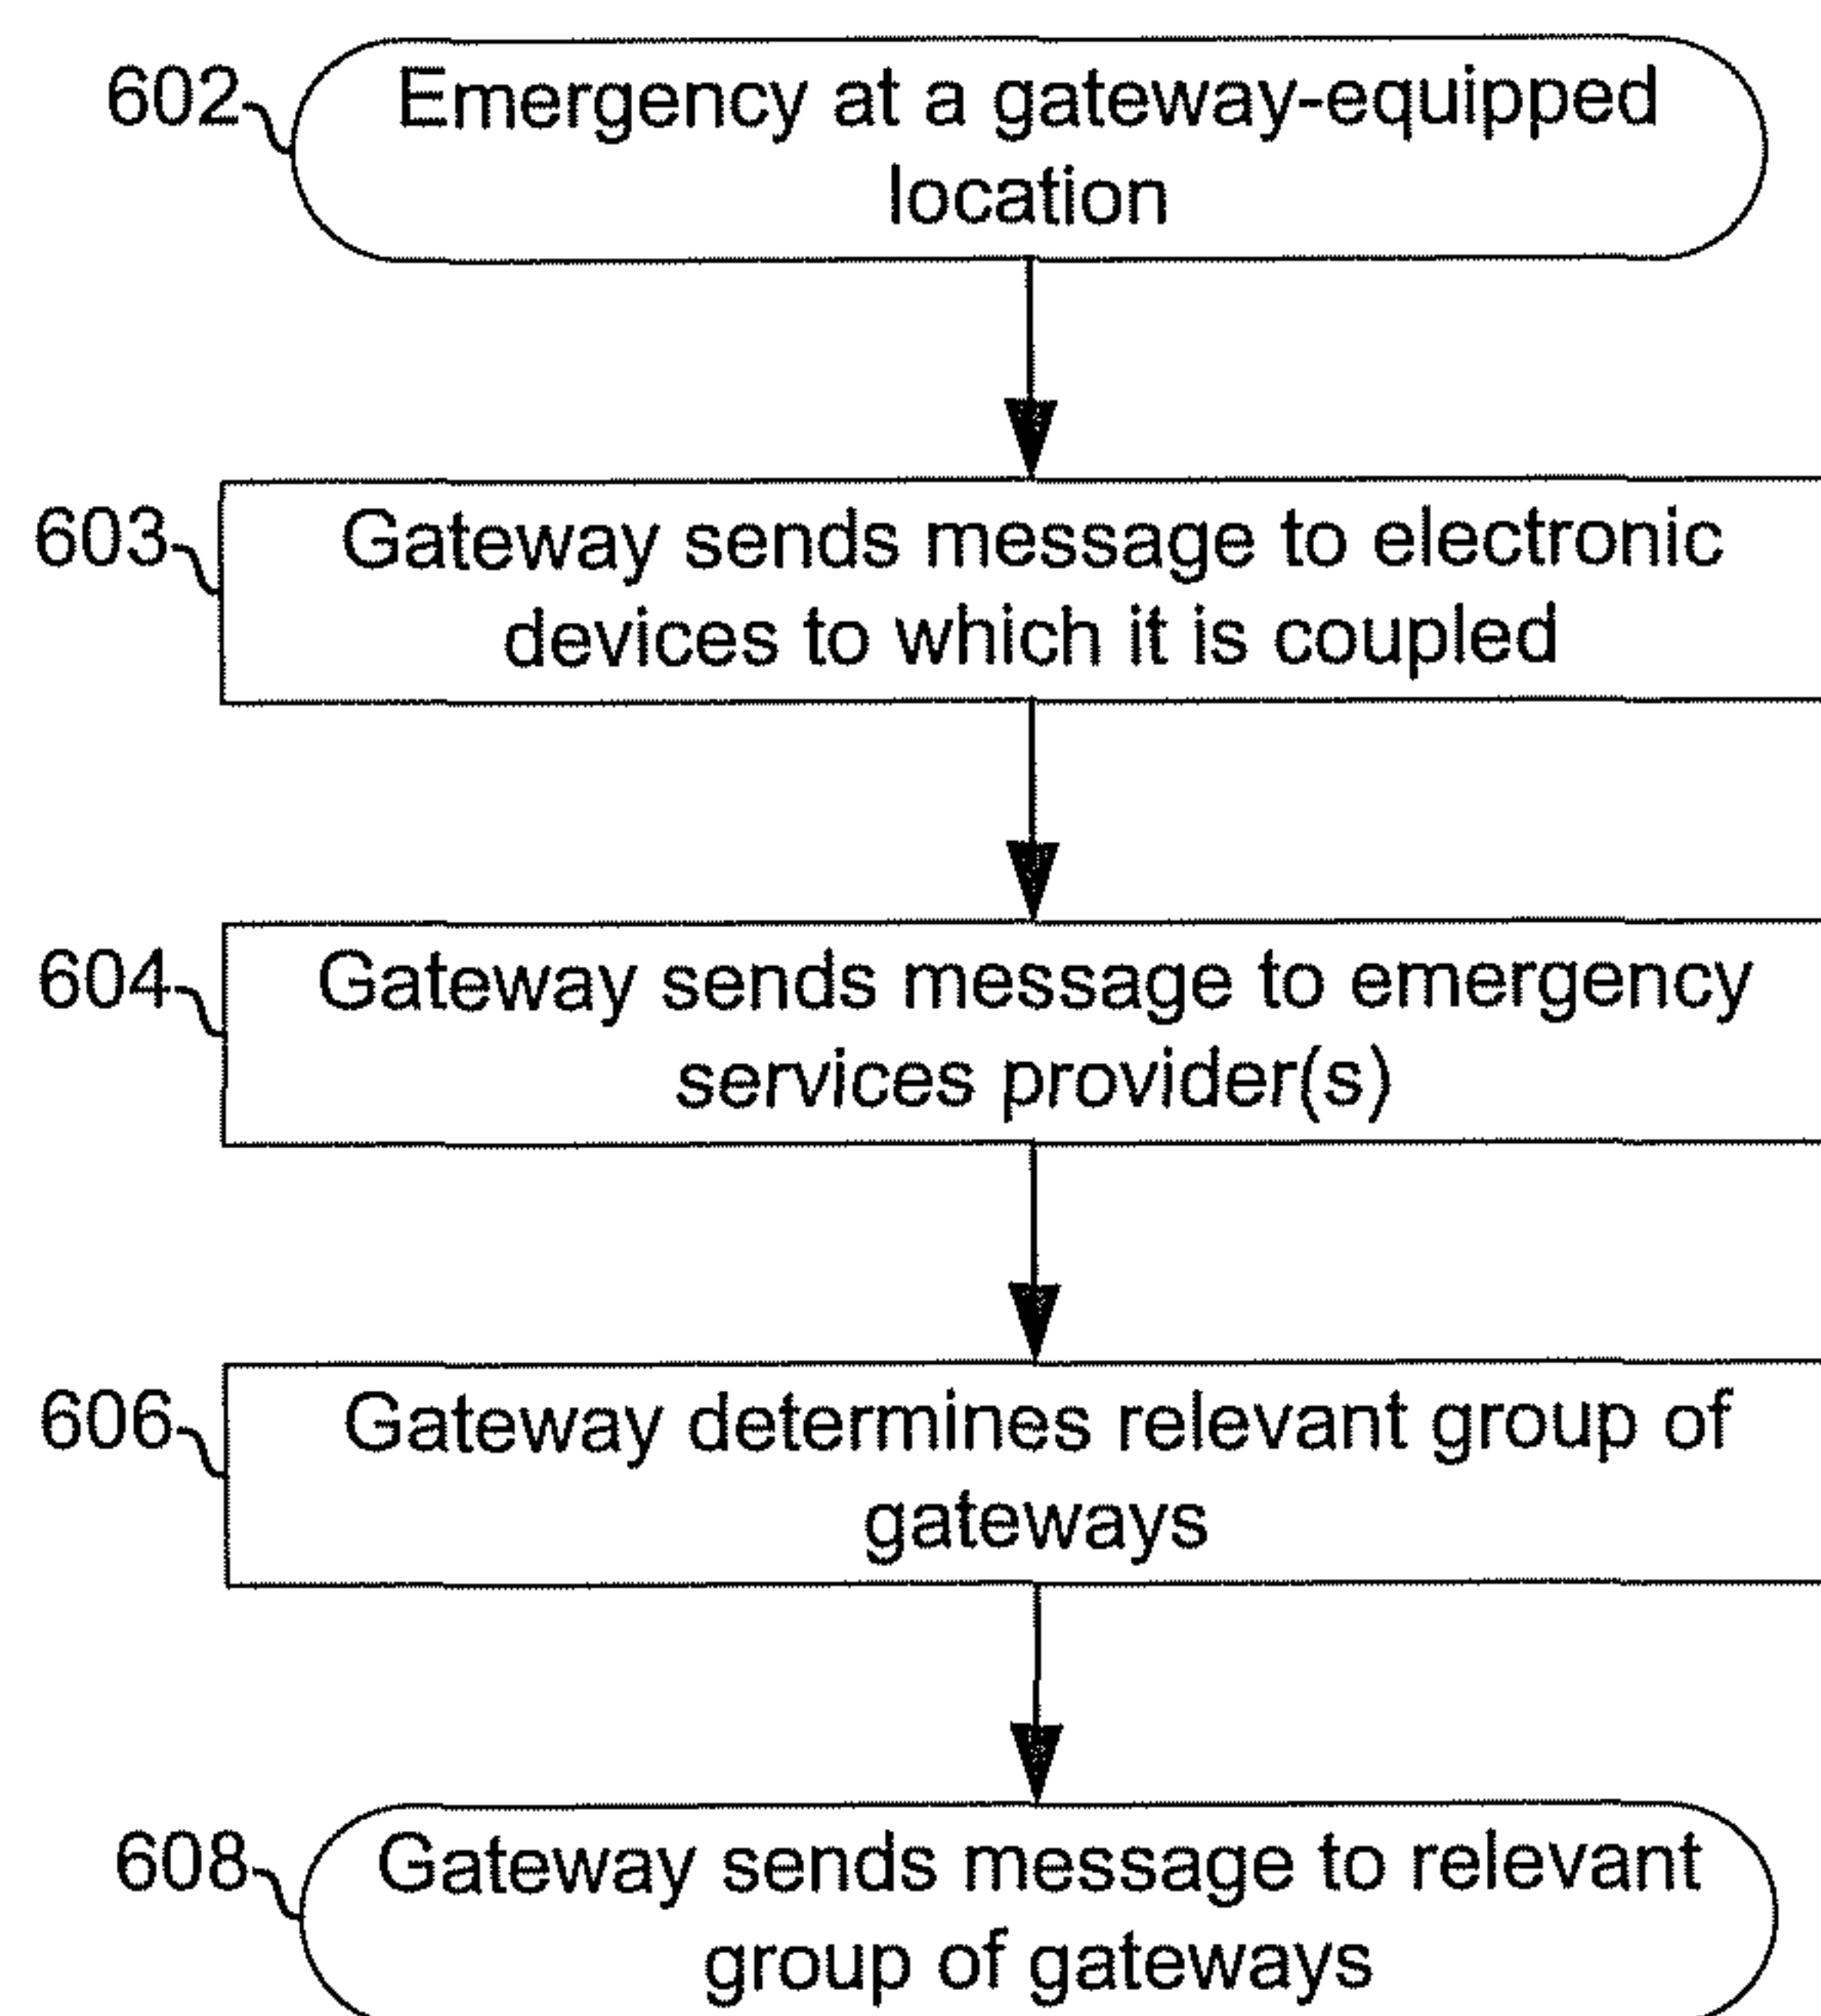 602
Emergency at a gateway-equipped
location
603
Gateway sends message to electronic
devices to which it is coupled
604
Gateway sends message to emergency
services provider(s)
606
Gateway determines relevant group of
gateways
608
Gateway sends message to relevant
group of gateways